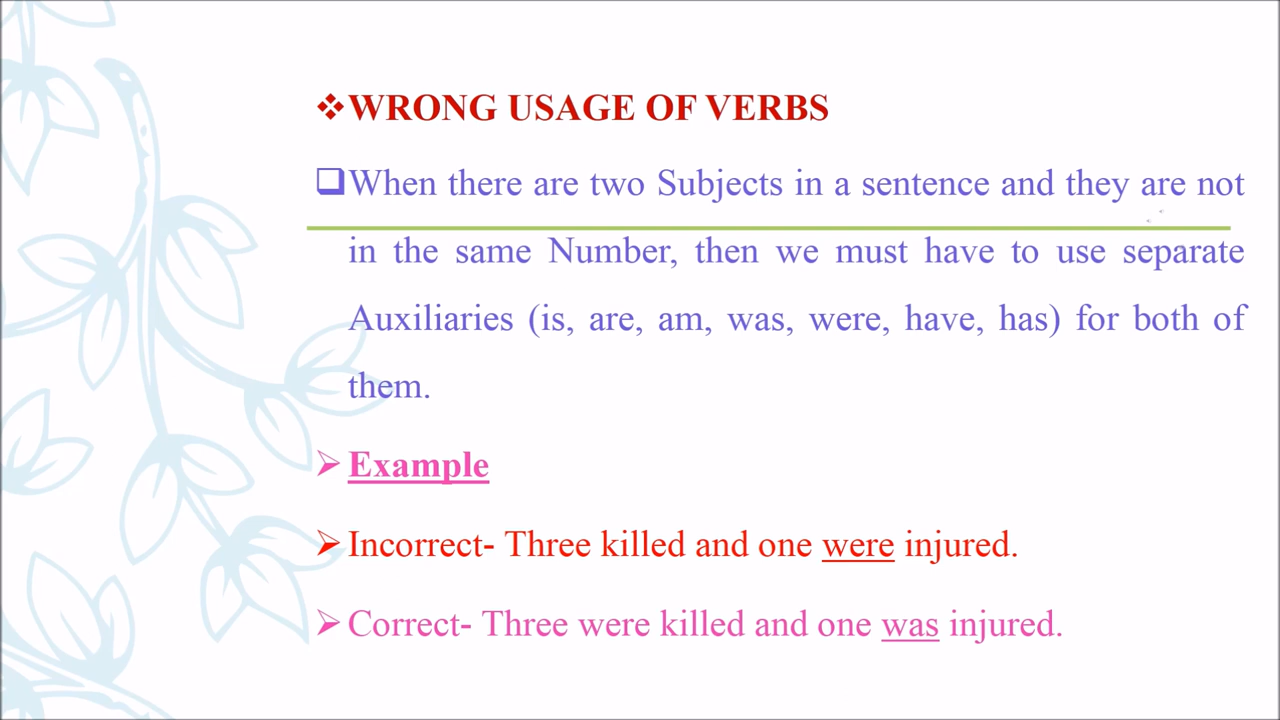 ❖WRONG USAGE OF VERBS
❑When there are two Subjects in a sentence and they are not
in the same Number, then we must have to use separate
Auxiliaries (is, are, am, was, were, have, has) for both of
them.
➢Example
➢Incorrect- Three killed and one were injured.
➢Correct- Three were killed and one was injured.